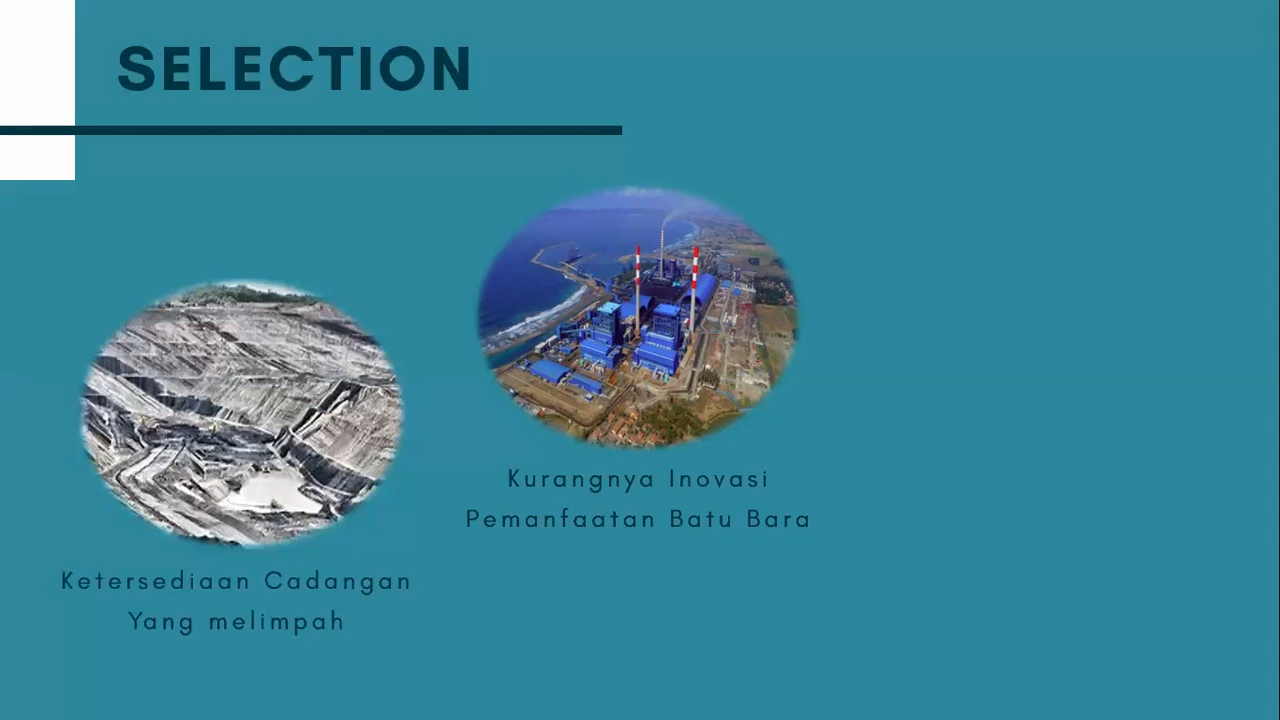 SELECTION
Ketersediaan Cadangan
Yang melimpah
Kurangnya Inovasi
Pemanfaatan Batu Bara